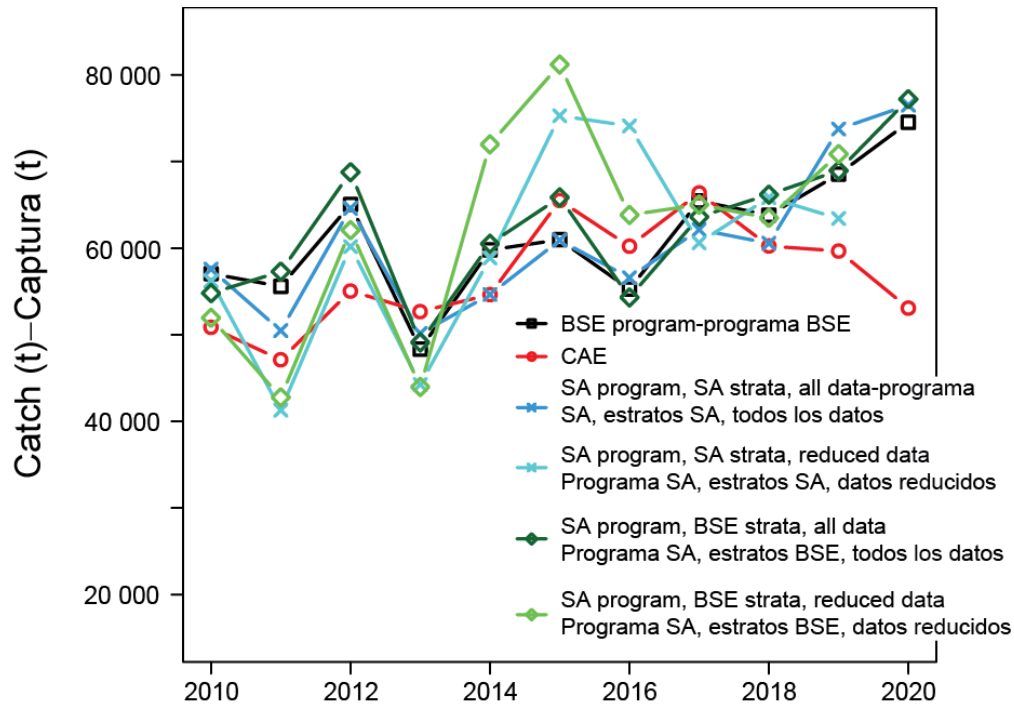 Catch (t)–Captura (t)
80 000
60 000
40 000
20 000
BSE program-programa BSE
CAE
SA program, SA strata, all data-programa
SA, estratos SA, todos los datos
SA program, SA strata, reduced data
Programa SA, estratos SA, datos reducidos
SA program, BSE strata, all data
Programa SA, estratos BSE, todos los datos
SA program, BSE strata, reduced data
Programa SA, estratos BSE, datos reducidos
2010 2012 2014 2016 2018 2020